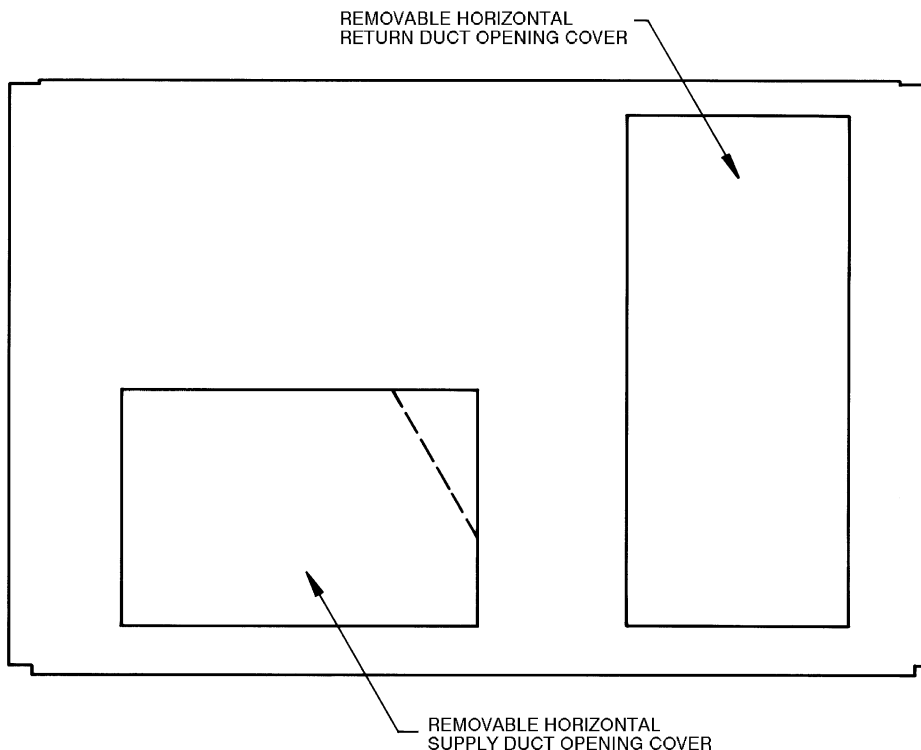 REMOVABLE HORIZONTAL
RETURN DUCT OPENING COVER
REMOVABLE HORIZONTAL
SUPPLY DUCT OPENING COVER